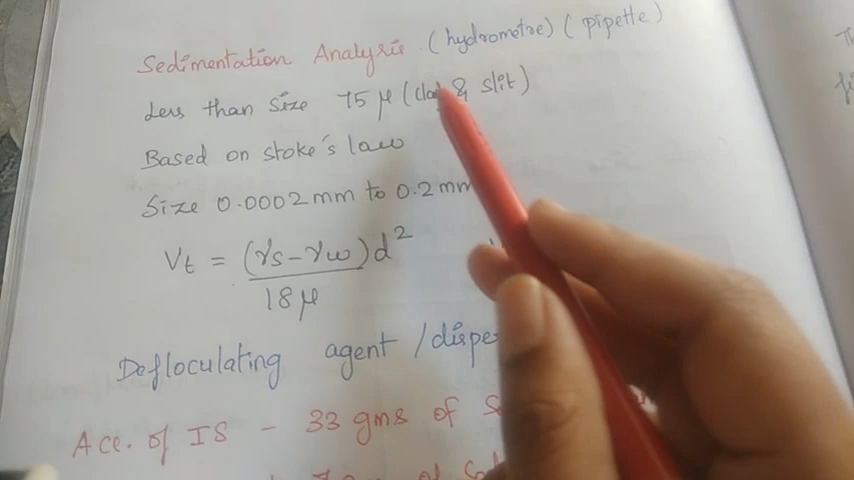 Sedimentation Analysis (hydrometre) (pipette)
Less than size 75 μ (clay & slit)
Based on stoke's law
Size 0.0002 mm to 0.2 mm
Vt = (γs-γw)d² / 18 μ
Defloculating agent /dispe
Acc. of IS - 33 gms of